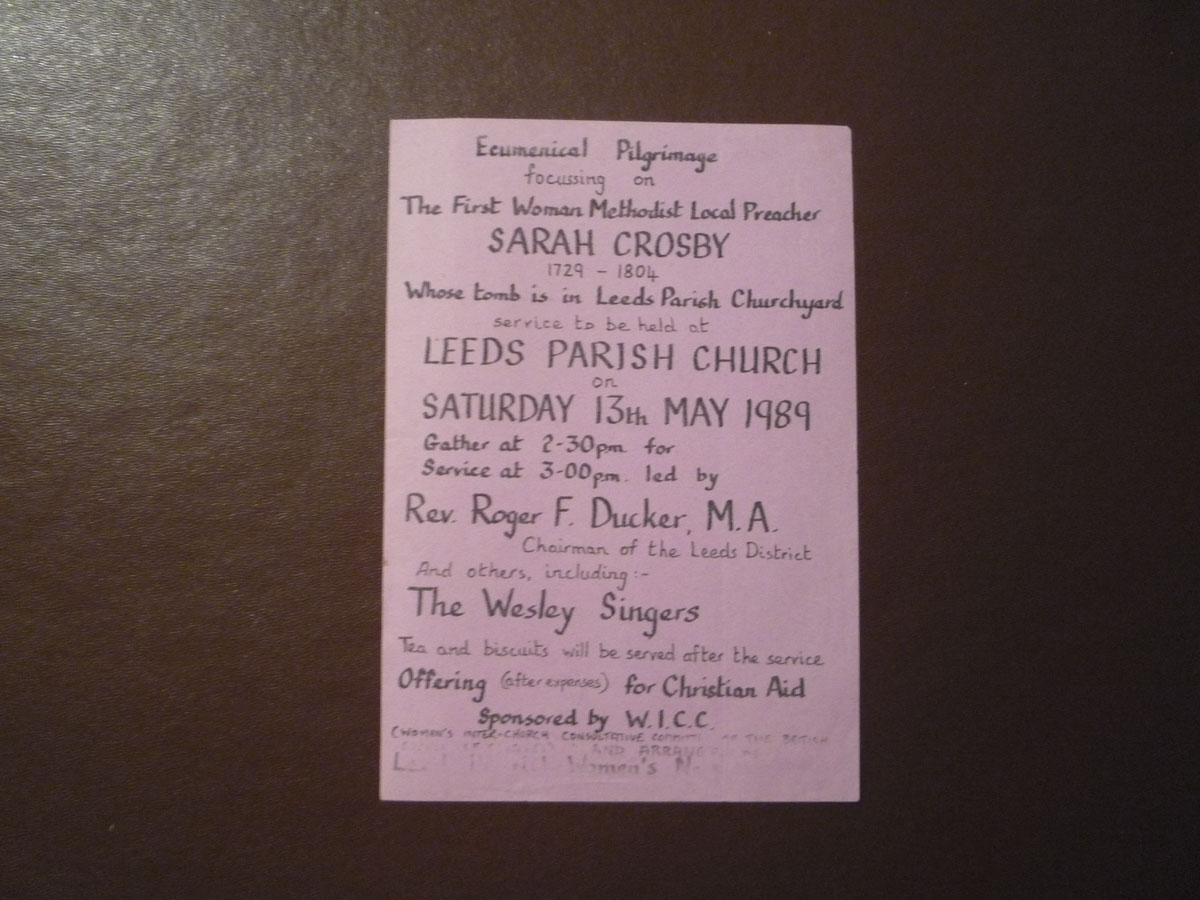 Ecumenical Pilgrimage
focussing on
The First Woman Methodist Local Preacher
SARAH CROSBY
1729 - 1804
Whose tomb is in Leeds Parish Churchyard
service to be held at
LEEDS PARISH CHURCH
on
SATURDAY 13th MAY 1989
Gather at 2-30pm for
Service at 3-00pm. led by
Rev. Roger F. Ducker, M.A.
Chairman of the Leeds District
And others, including :-
The Wesley Singers
Tea and biscuits will be served after the service
Offering (after expenses) for Christian Aid
Sponsored by W.I.C.C.
(WOMEN'S INTER-CHURCH CONSULTATIVE OF THE BRITISH
AND
Women's